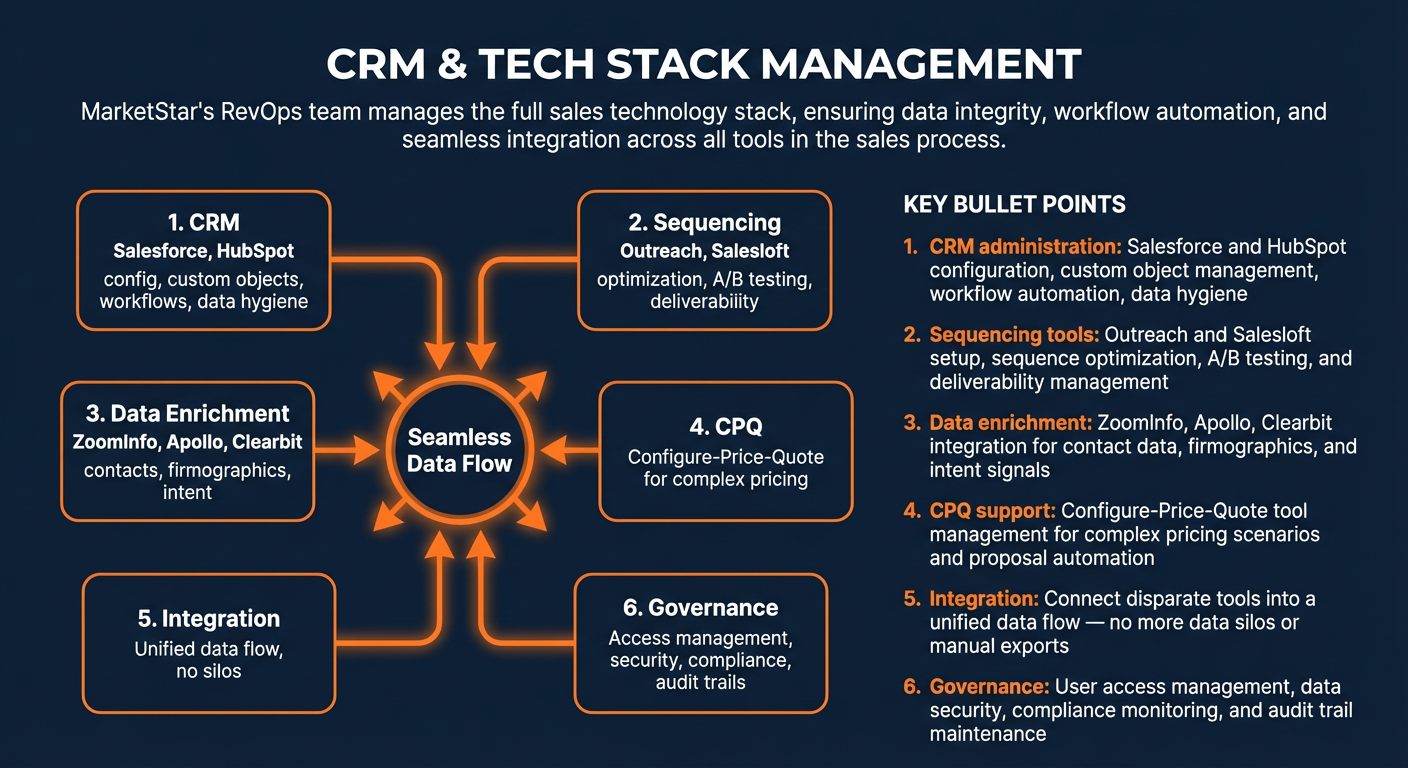 CRM & TECH STACK MANAGEMENT
MarketStar's RevOps team manages the full sales technology stack, ensuring data integrity, workflow automation, and
seamless integration across all tools in the sales process.
1. CRM
Salesforce, HubSpot
config, custom objects,
workflows, data hygiene
2. Sequencing
Outreach, Salesloft
optimization, A/B testing,
deliverability
3. Data Enrichment
ZoomInfo, Apollo, Clearbit
contacts, firmographics,
intent
Seamless
Data Flow
4. CPQ
Configure-Price-Quote
for complex pricing
5. Integration
Unified data flow,
no silos
6. Governance
Access management,
security, compliance,
audit trails
KEY BULLET POINTS
1. CRM administration: Salesforce and HubSpot
configuration, custom object management,
workflow automation, data hygiene
2. Sequencing tools: Outreach and Salesloft
setup, sequence optimization, A/B testing, and
deliverability management
3. Data enrichment: ZoomInfo, Apollo, Clearbit
integration for contact data, firmographics, and
intent signals
4. CPQ support: Configure-Price-Quote tool
management for complex pricing scenarios
and proposal automation
5. Integration: Connect disparate tools into a
unified data flow — no more data silos or
manual exports
6. Governance: User access management, data
security, compliance monitoring, and audit trail
maintenance